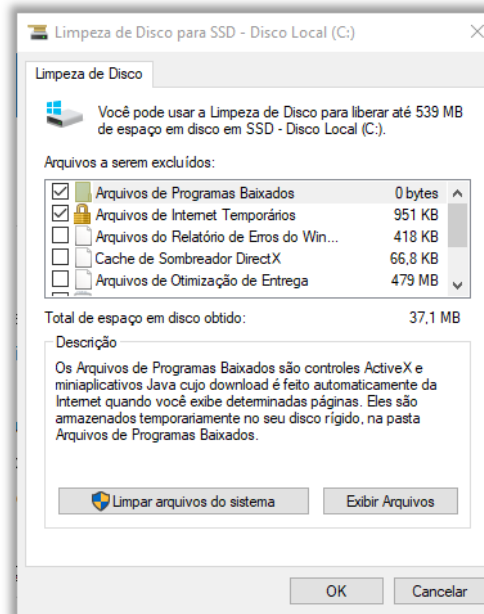 Limpeza de Disco para SSD - Disco Local (C:)
Limpeza de Disco
Você pode usar a Limpeza de Disco para liberar até 539 MB
de espaço em disco em SSD - Disco Local (C:).
Arquivos a serem excluídos:
Arquivos de Programas Baixados 0 bytes
Arquivos de Internet Temporários 951 KB
Arquivos do Relatório de Erros do Win... 418 KB
Cache de Sombreador DirectX 66,8 KB
Arquivos de Otimização de Entrega 479 MB
Total de espaço em disco obtido: 37,1 MB
Descrição
Os Arquivos de Programas Baixados são controles ActiveX e
miniaplicativos Java cujo download é feito automaticamente da
Internet quando você exibe determinadas páginas. Eles são
armazenados temporariamente no seu disco rígido, na pasta
Arquivos de Programas Baixados.
Limpar arquivos do sistema Exibir Arquivos
OK Cancelar